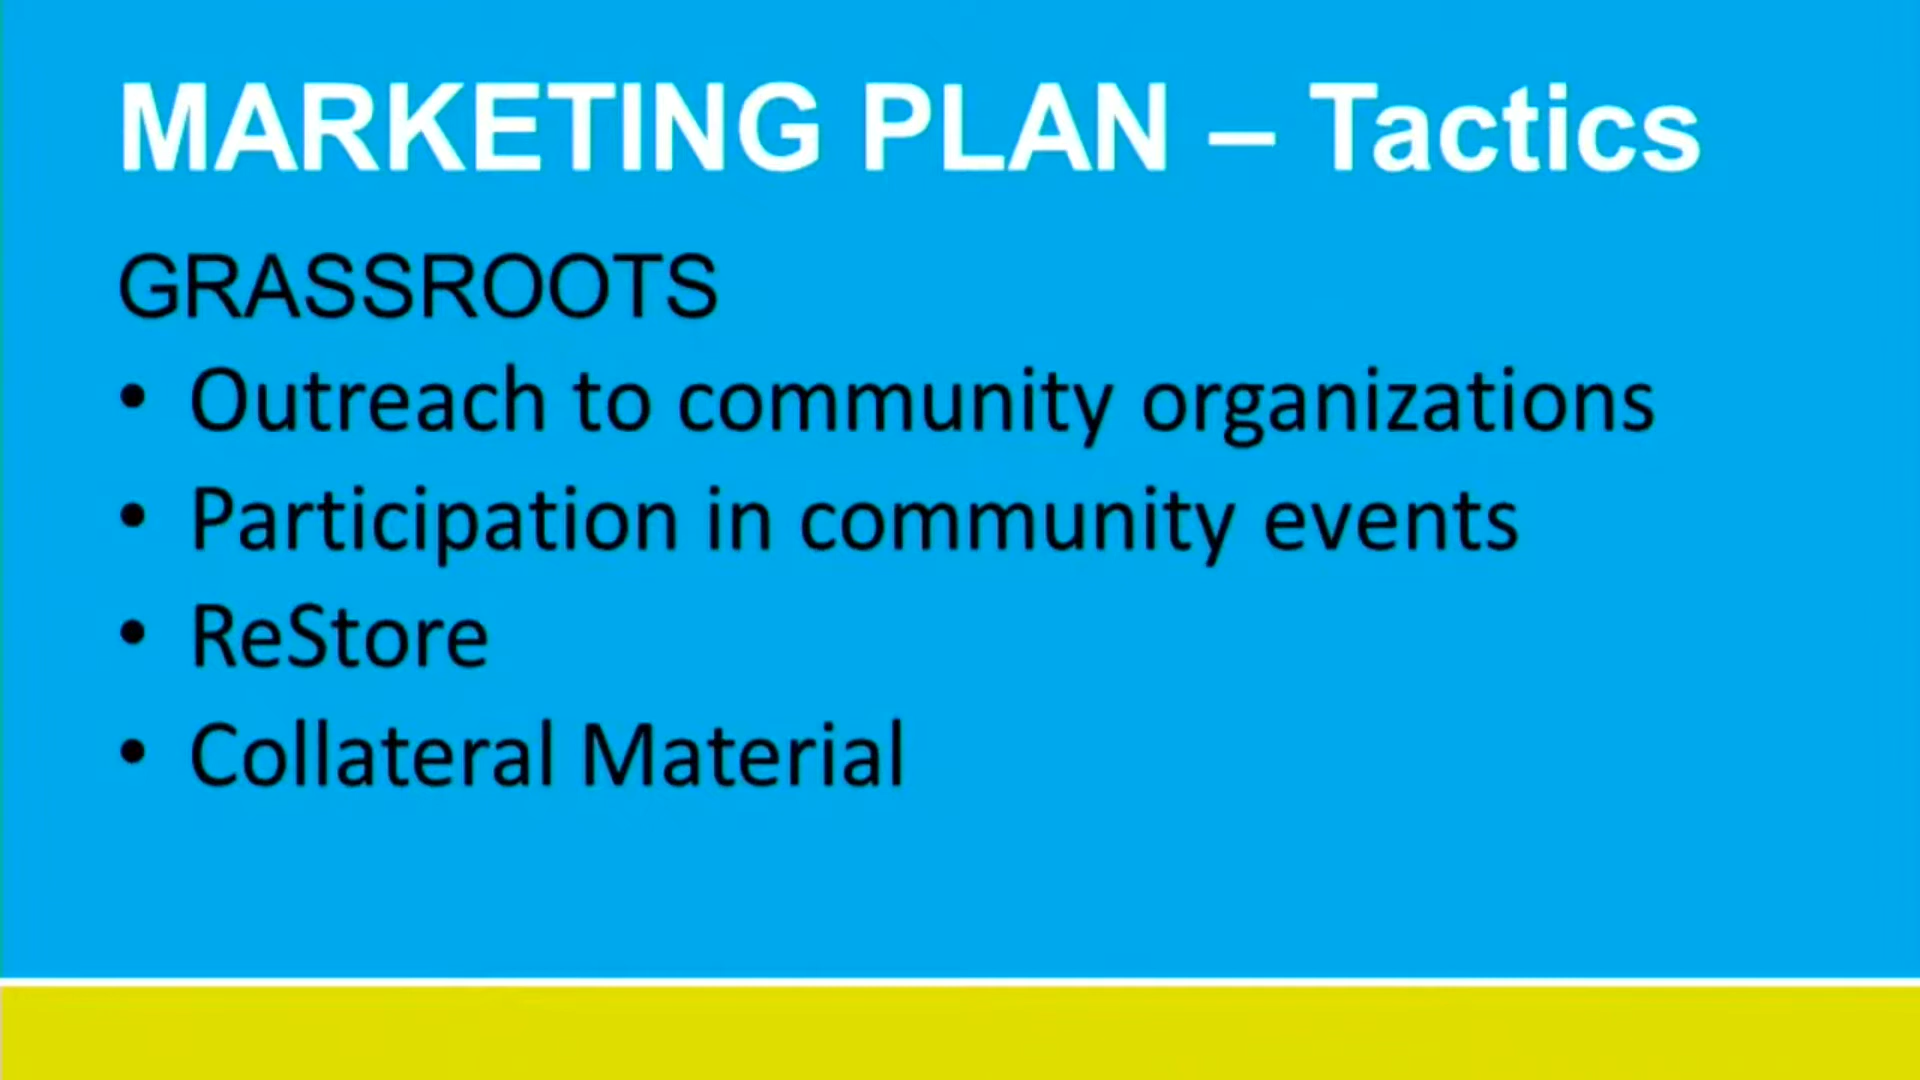 MARKETING PLAN – Tactics
GRASSROOTS
• Outreach to community organizations
• Participation in community events
• ReStore
• Collateral Material